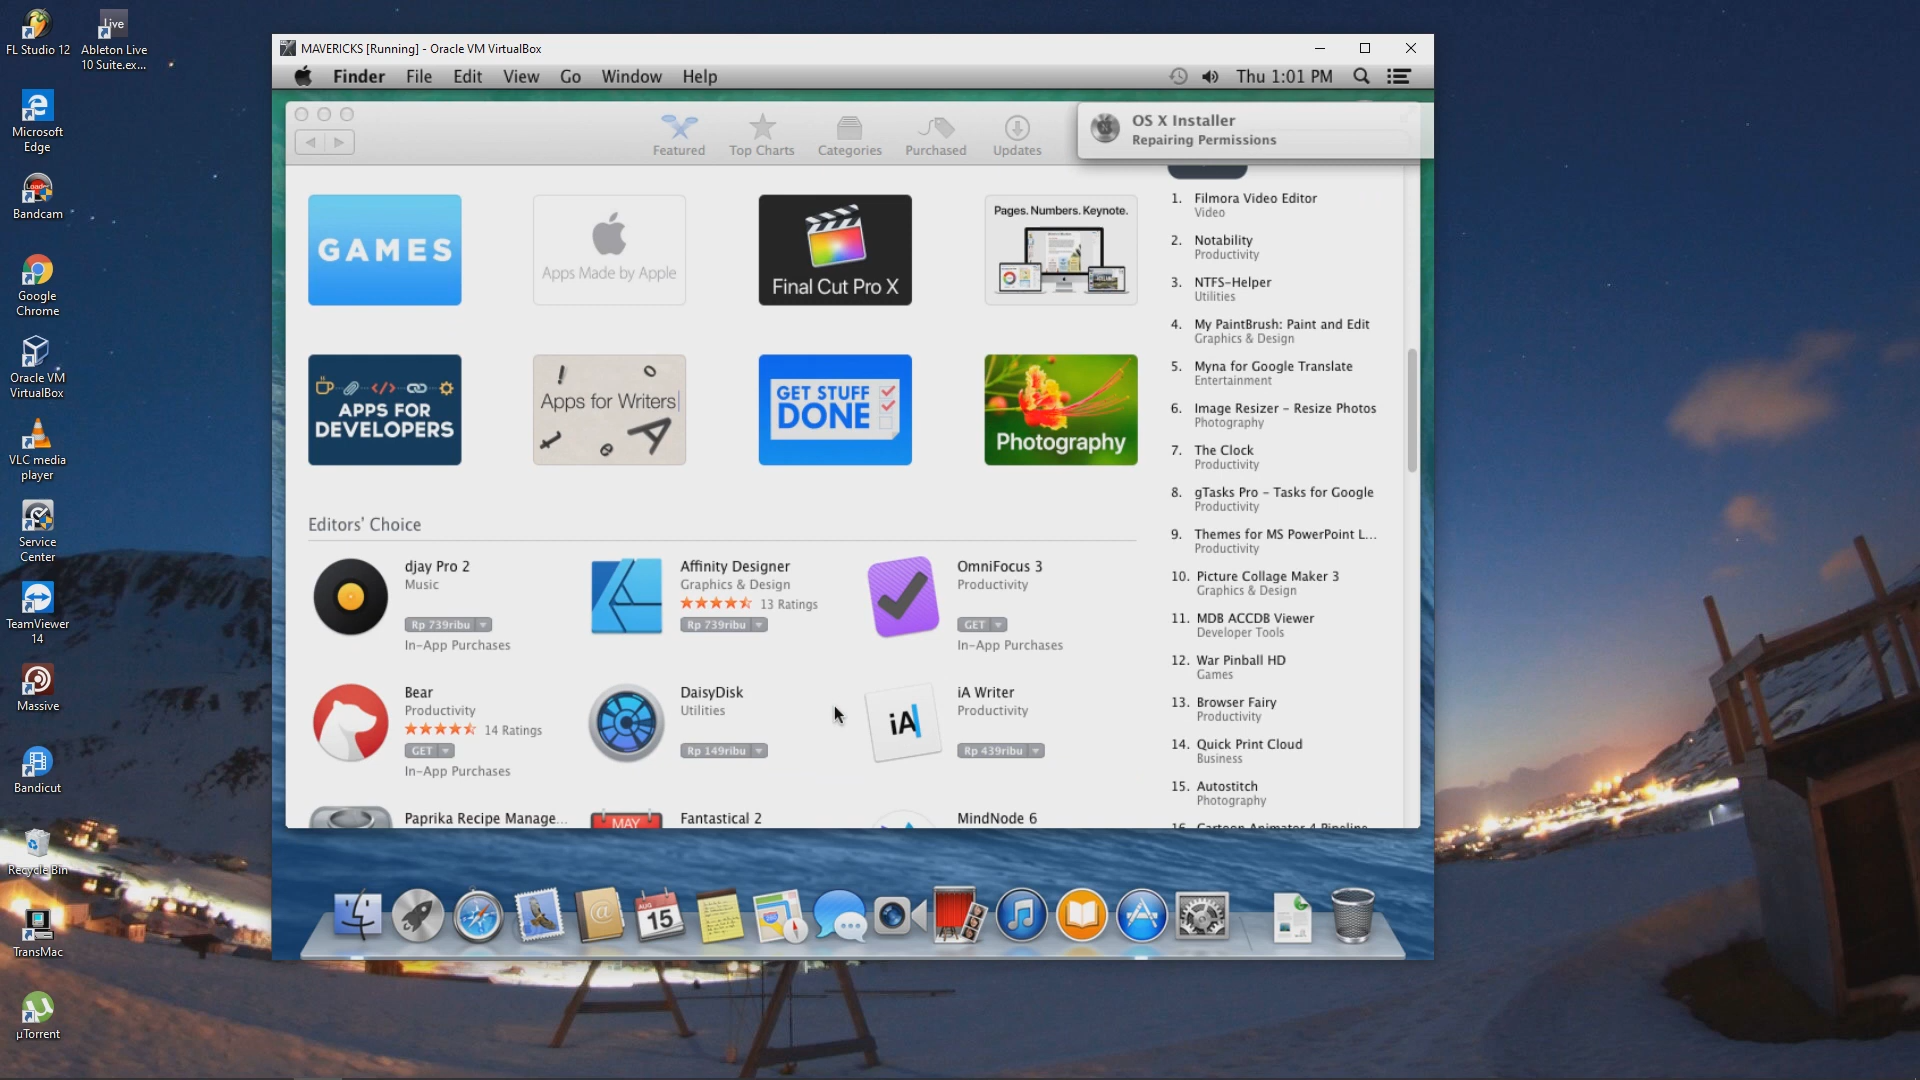 FL Studio 12
Ableton Live
10 Suite.ex...
Live
Microsoft
Edge
Loader
Bandcam
Google
Chrome
Oracle VM
VirtualBox
VLC media
player
Service
Center
TeamViewer
14
Massive
Bandicut
Recycle Bin
TransMac
µTorrent
MAVERICKS [Running] - Oracle VM VirtualBox
Finder File Edit View Go Window Help
Thu 1:01 PM
Featured
Top Charts
Categories
Purchased
Updates
OS X Installer
Repairing Permissions
GAMES
Apps Made by Apple
Final Cut Pro X
Pages. Numbers. Keynote.
APPS FOR
DEVELOPERS
Apps for Writers
GET STUFF
DONE
Photography
Editors' Choice
djay Pro 2
Music
Rp 739ribu
In-App Purchases
Affinity Designer
Graphics & Design
13 Ratings
Rp 739ribu
OmniFocus 3
Productivity
GET
In-App Purchases
Bear
Productivity
14 Ratings
GET
In-App Purchases
DaisyDisk
Utilities
Rp 149ribu
iA
iA Writer
Productivity
Rp 439ribu
Paprika Recipe Manage...
MAY
Fantastical 2
MindNode 6
1. Filmora Video Editor
Video
2. Notability
Productivity
3. NTFS-Helper
Utilities
4. My PaintBrush: Paint and Edit
Graphics & Design
5. Myna for Google Translate
Entertainment
6. Image Resizer - Resize Photos
Photography
7. The Clock
Productivity
8. gTasks Pro - Tasks for Google
Productivity
9. Themes for MS PowerPoint L...
Productivity
10. Picture Collage Maker 3
Graphics & Design
11. MDB ACCDB Viewer
Developer Tools
12. War Pinball HD
Games
13. Browser Fairy
Productivity
14. Quick Print Cloud
Business
15. Autostitch
Photography
16. Cartoon Animator 4 Pipeline
AUG
15